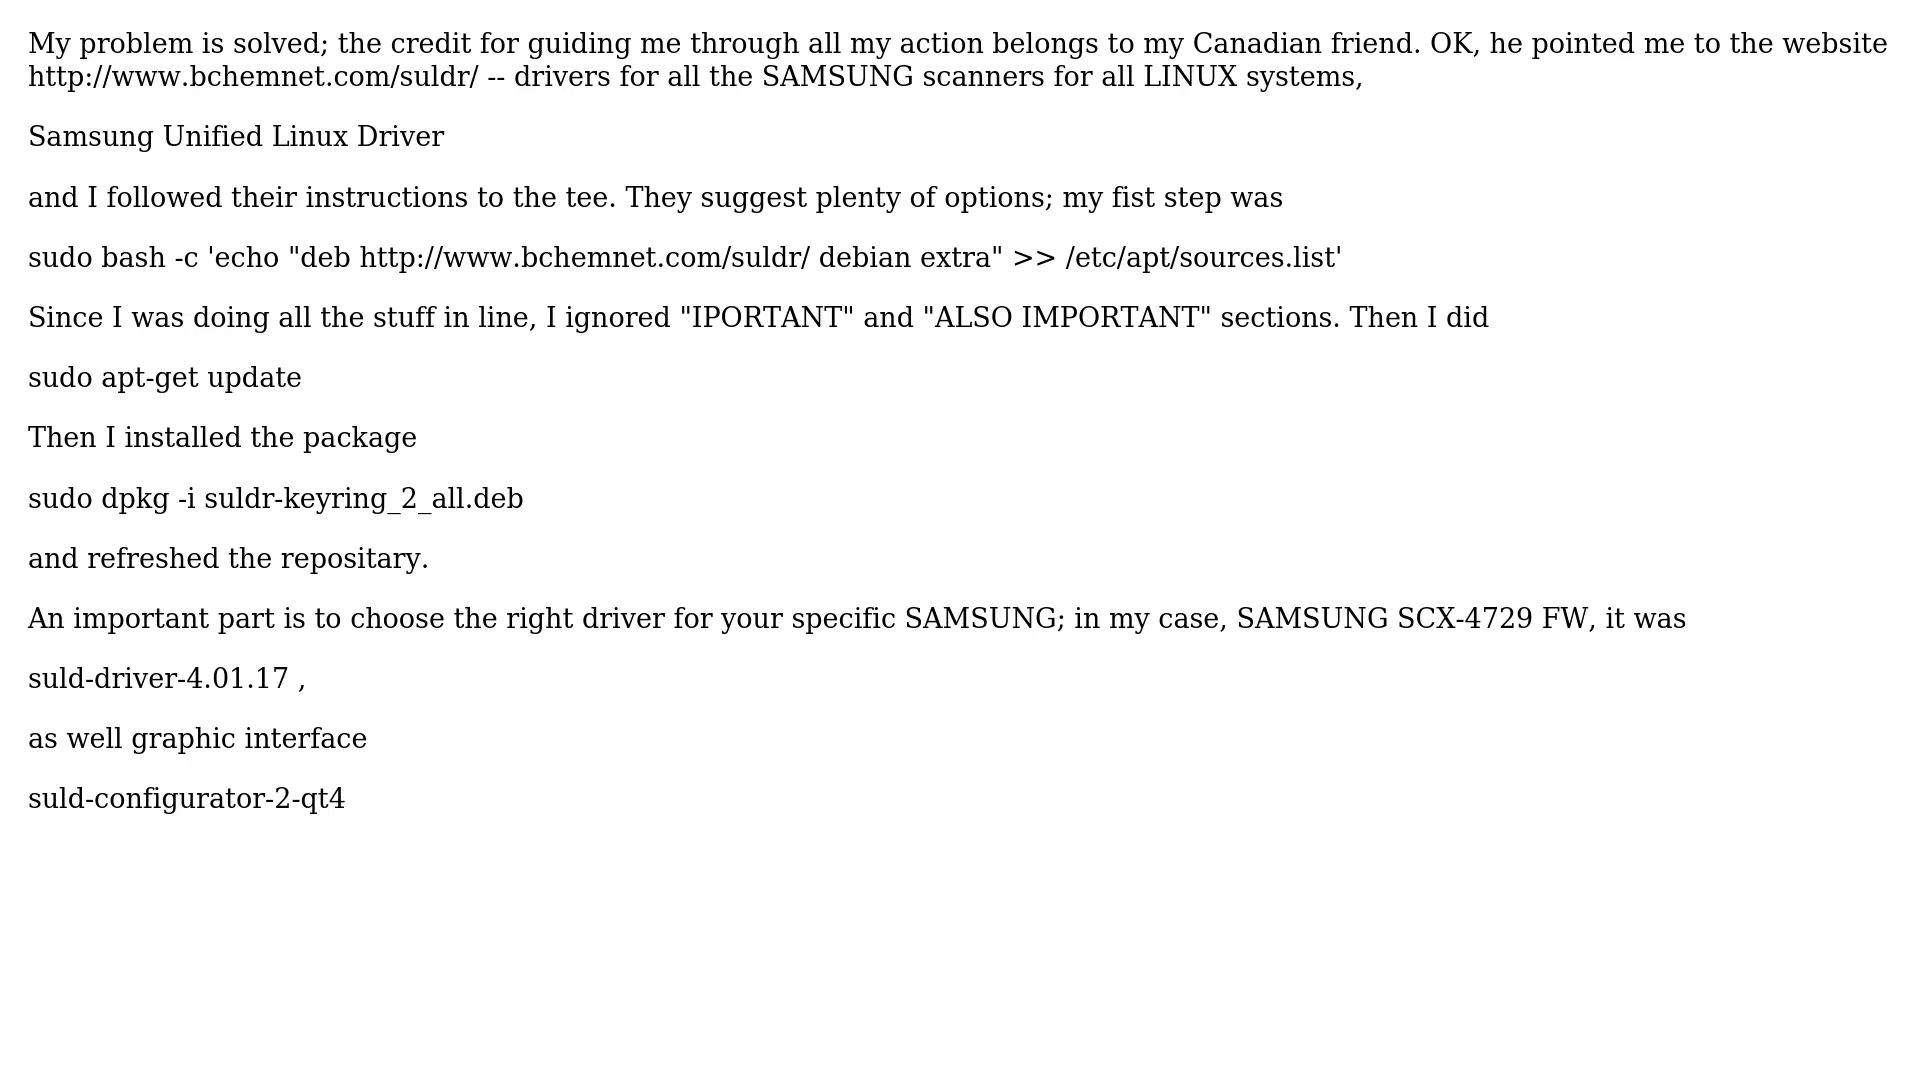 My problem is solved; the credit for guiding me through all my action belongs to my Canadian friend. OK, he pointed me to the website
http://www.bchemnet.com/suldr/ -- drivers for all the SAMSUNG scanners for all LINUX systems,
Samsung Unified Linux Driver
and I followed their instructions to the tee. They suggest plenty of options; my fist step was
sudo bash -c 'echo "deb http://www.bchemnet.com/suldr/ debian extra" >> /etc/apt/sources.list'
Since I was doing all the stuff in line, I ignored "IPORTANT" and "ALSO IMPORTANT" sections. Then I did
sudo apt-get update
Then I installed the package
sudo dpkg -i suldr-keyring_2_all.deb
and refreshed the repositary.
An important part is to choose the right driver for your specific SAMSUNG; in my case, SAMSUNG SCX-4729 FW, it was
suld-driver-4.01.17 ,
as well graphic interface
suld-configurator-2-qt4